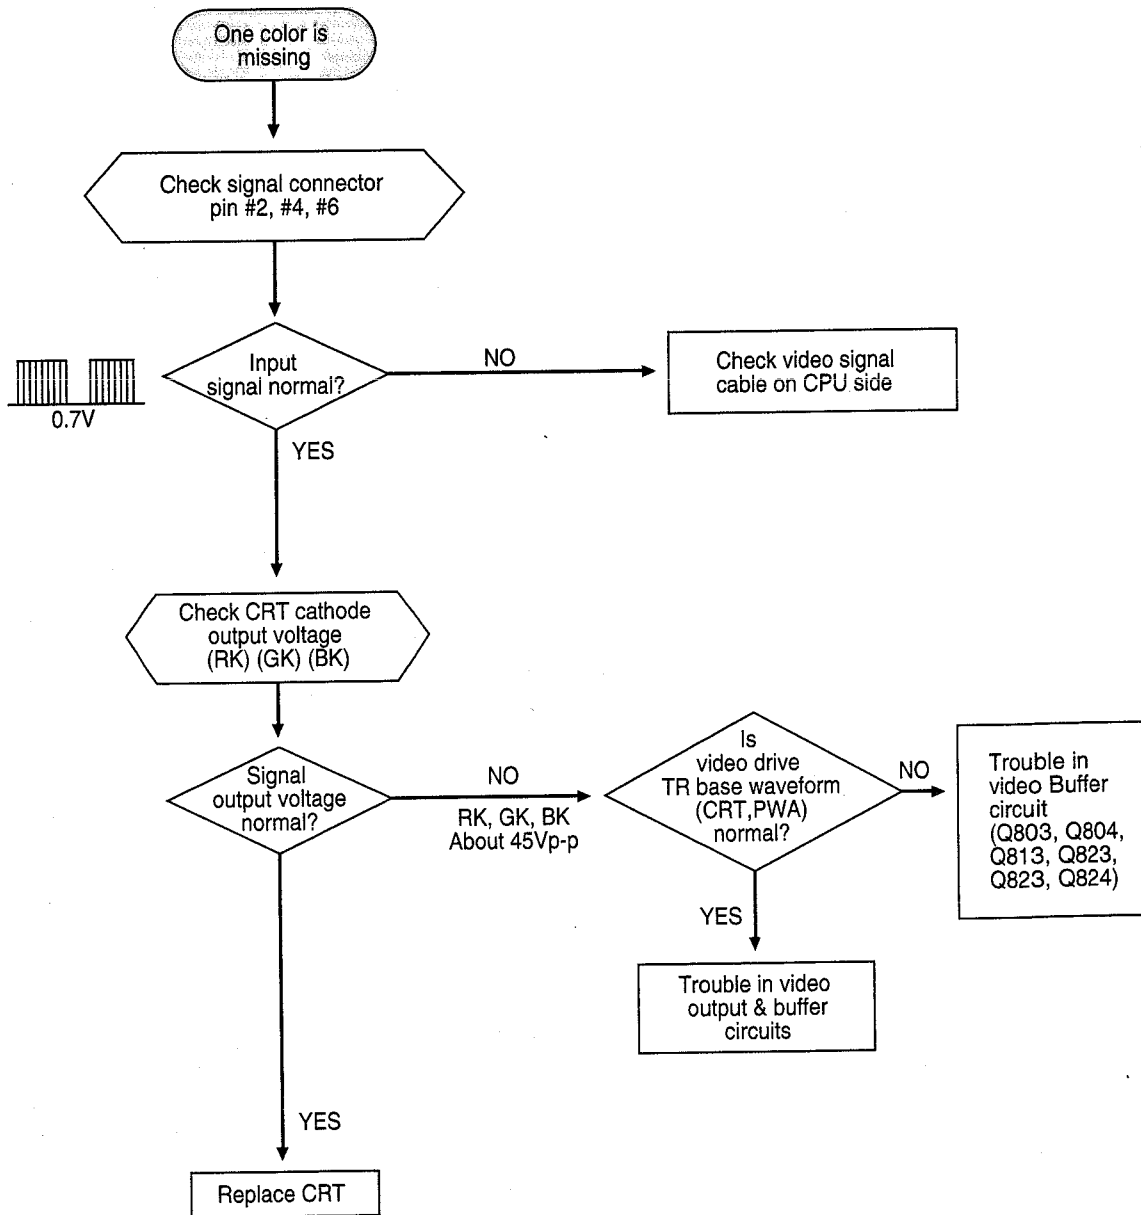 One color is
missing
Check signal connector
pin #2, #4, #6
Input
signal normal?
NO
Check video signal
cable on CPU side
0.7V
YES
Check CRT cathode
output voltage
(RK) (GK) (BK)
Signal
output voltage
normal?
NO
RK, GK, BK
About 45Vp-p
Is
video drive
TR base waveform
(CRT,PWA)
normal?
NO
Trouble in
video Buffer
circuit
(Q803, Q804,
Q813, Q823,
Q823, Q824)
YES
Trouble in video
output & buffer
circuits
YES
Replace CRT